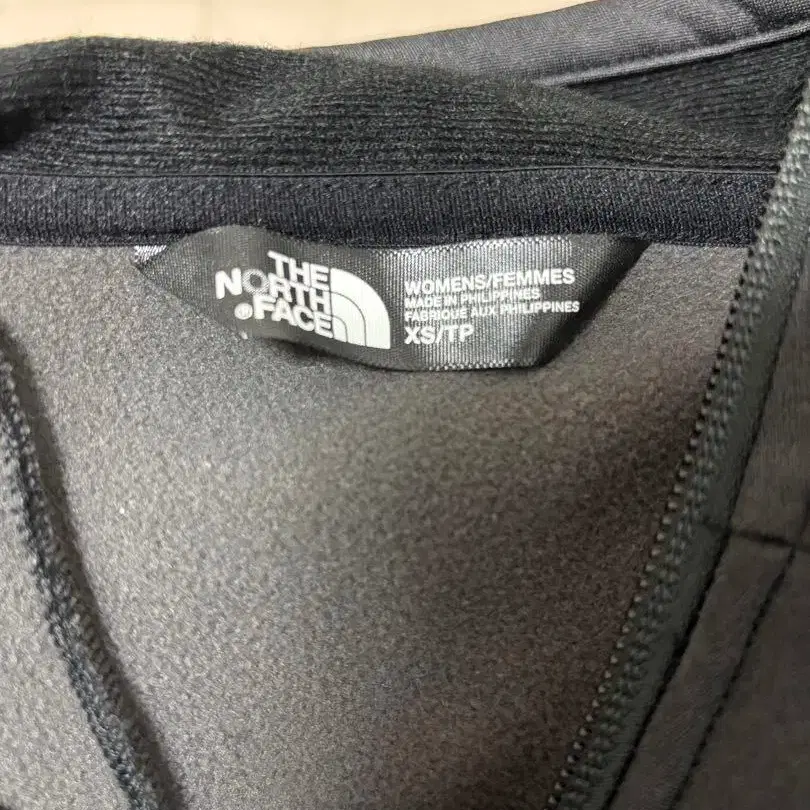 THE
NORTH
FACE
®
WOMENS/FEMMES
MADE IN PHILIPPINES
FABRIQUE AUX PHILIPPINES
XS/TP